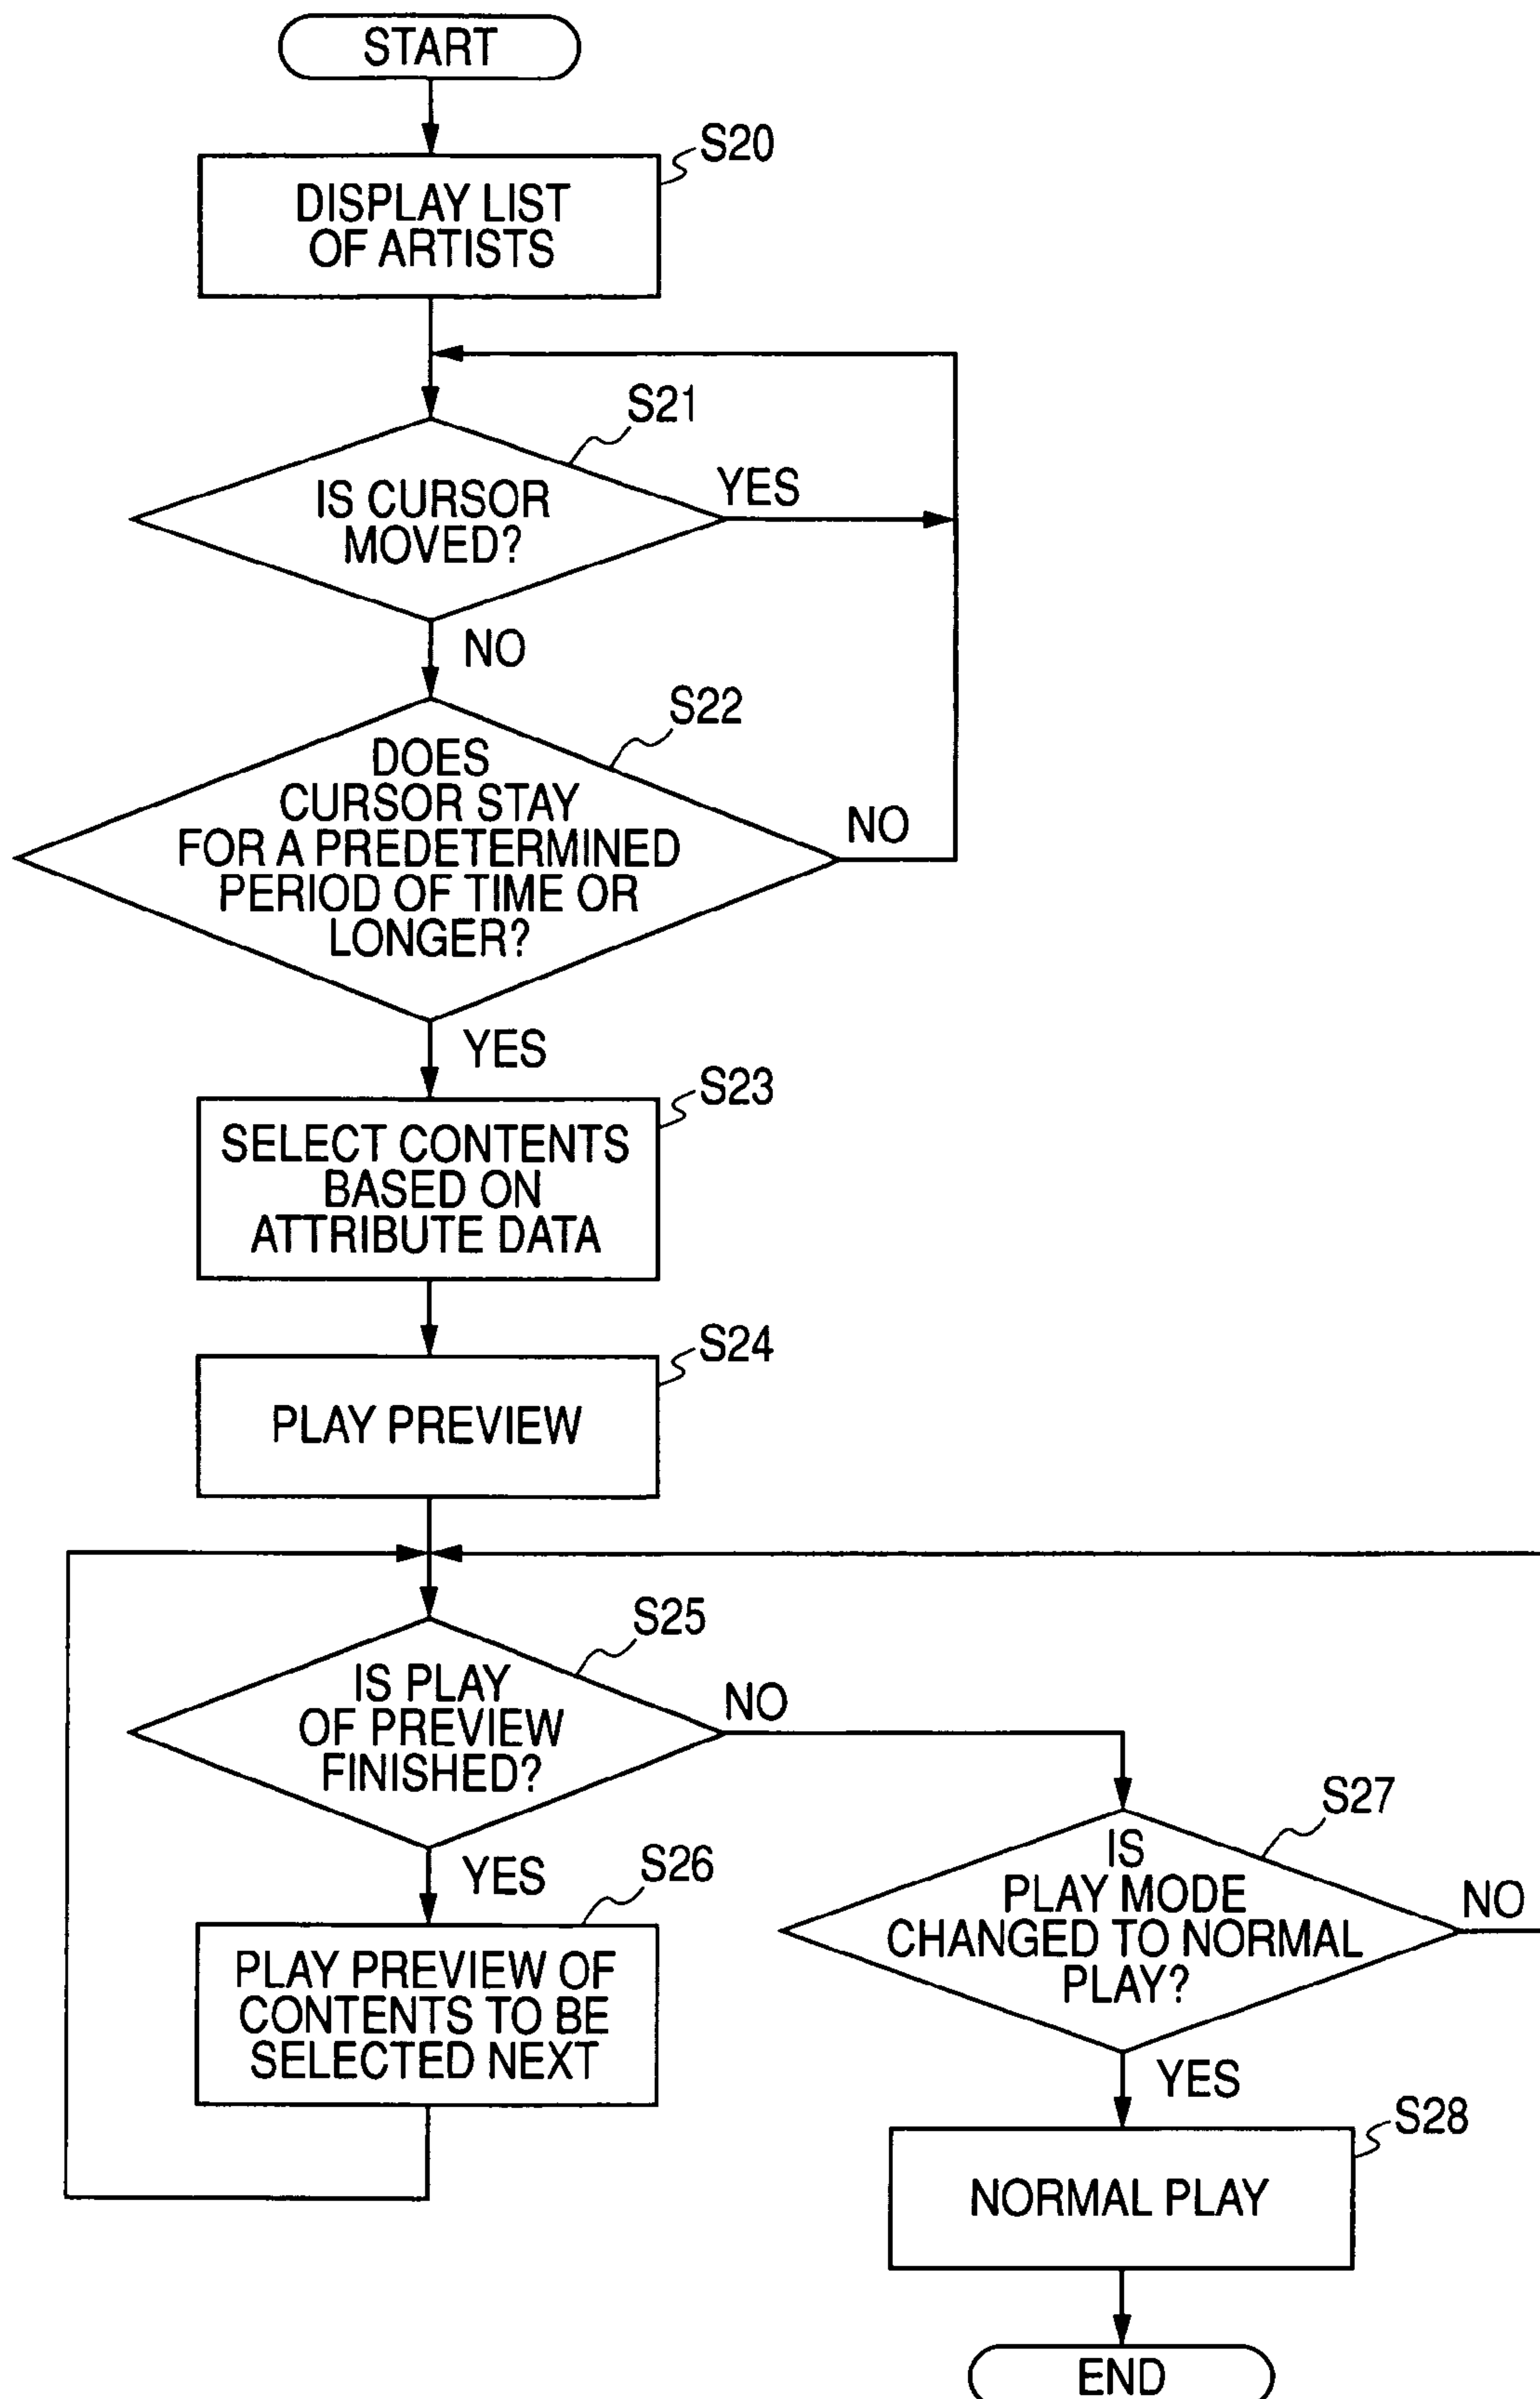 START
S20
DISPLAY LIST
OF ARTISTS
S21
IS CURSOR
MOVED?
YES
NO
S22
DOES
CURSOR STAY
FOR A PREDETERMINED
PERIOD OF TIME OR
LONGER?
NO
YES
S23
SELECT CONTENTS
BASED ON
ATTRIBUTE DATA
S24
PLAY PREVIEW
S25
IS PLAY
OF PREVIEW
FINISHED?
NO
YES
S26
PLAY PREVIEW OF
CONTENTS TO BE
SELECTED NEXT
S27
IS
PLAY MODE
CHANGED TO NORMAL
PLAY?
NO
YES
S28
NORMAL PLAY
END